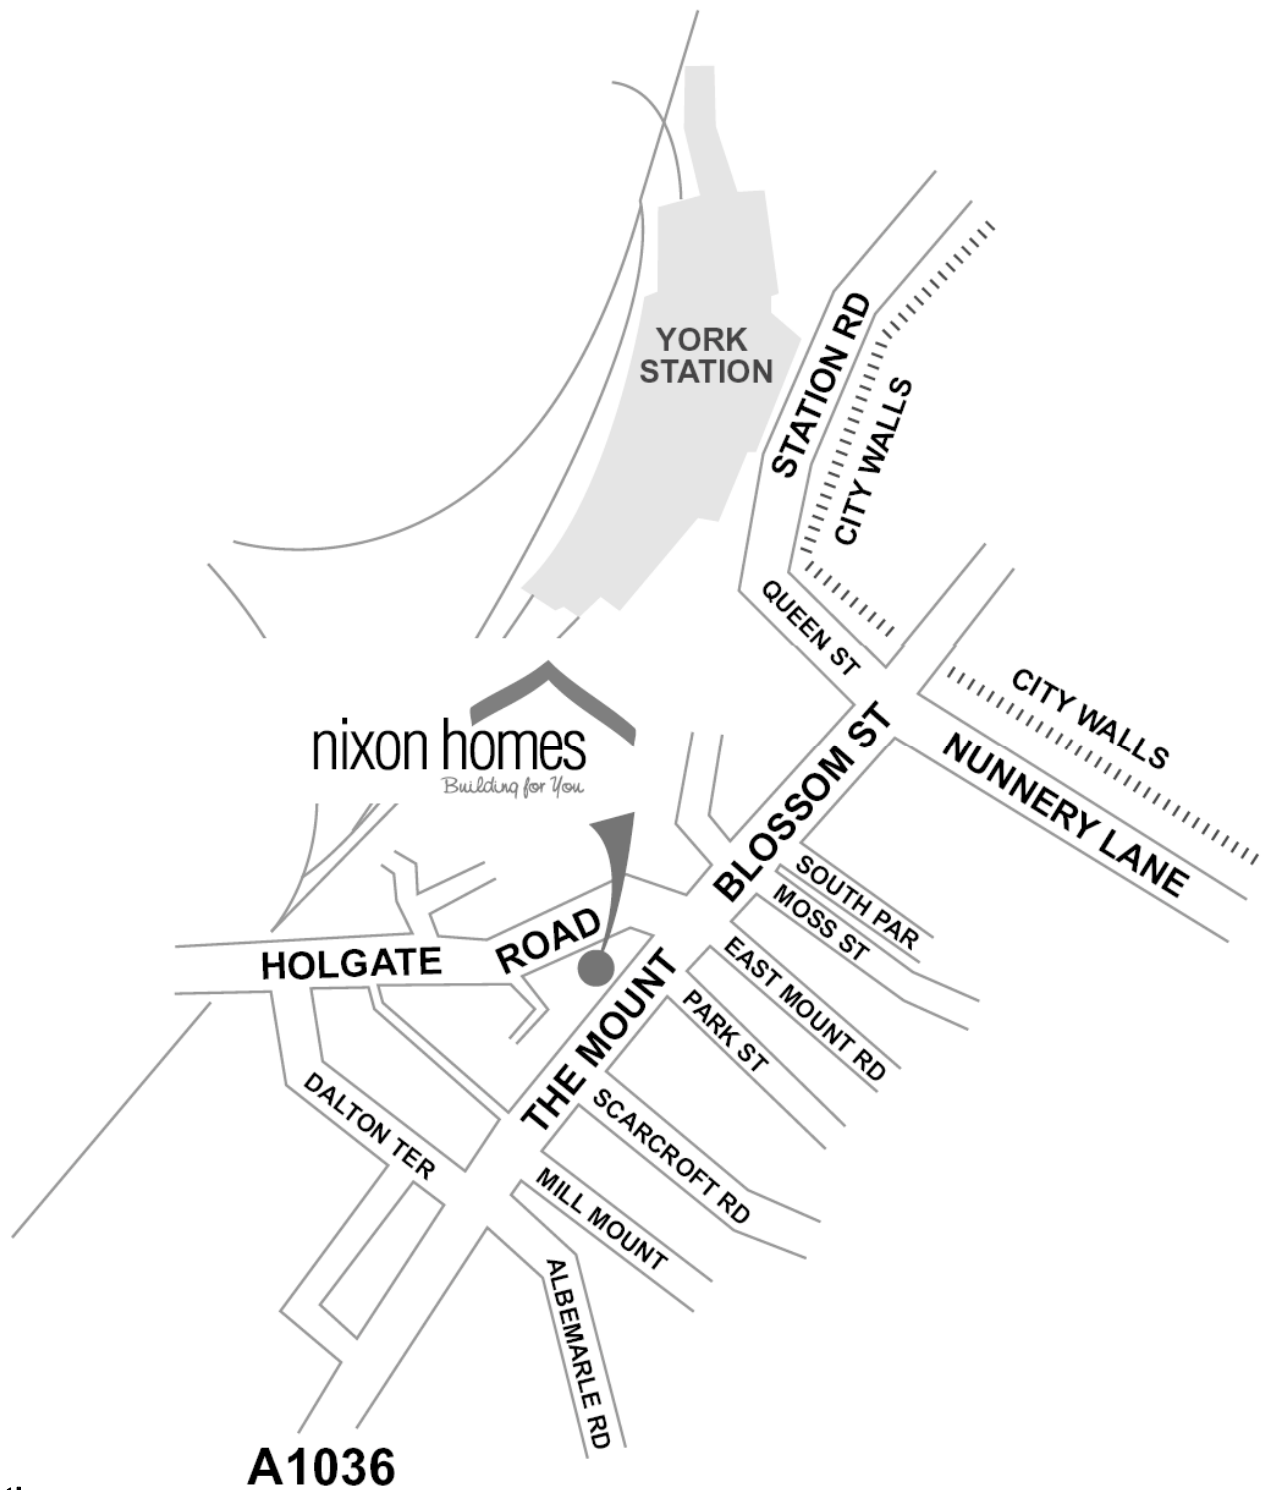 YORK
STATION
STATION RD
CITY WALLS
QUEEN ST
CITY WALLS
nixon homes
Building for You
BLOSSOM ST
NUNNERY LANE
SOUTH PAR
MOSS ST
HOLGATE ROAD
EAST MOUNT RD
THE MOUNT
PARK ST
DALTON TER
SCARCROFT RD
MILL MOUNT
ALBEMARLE RD
A1036